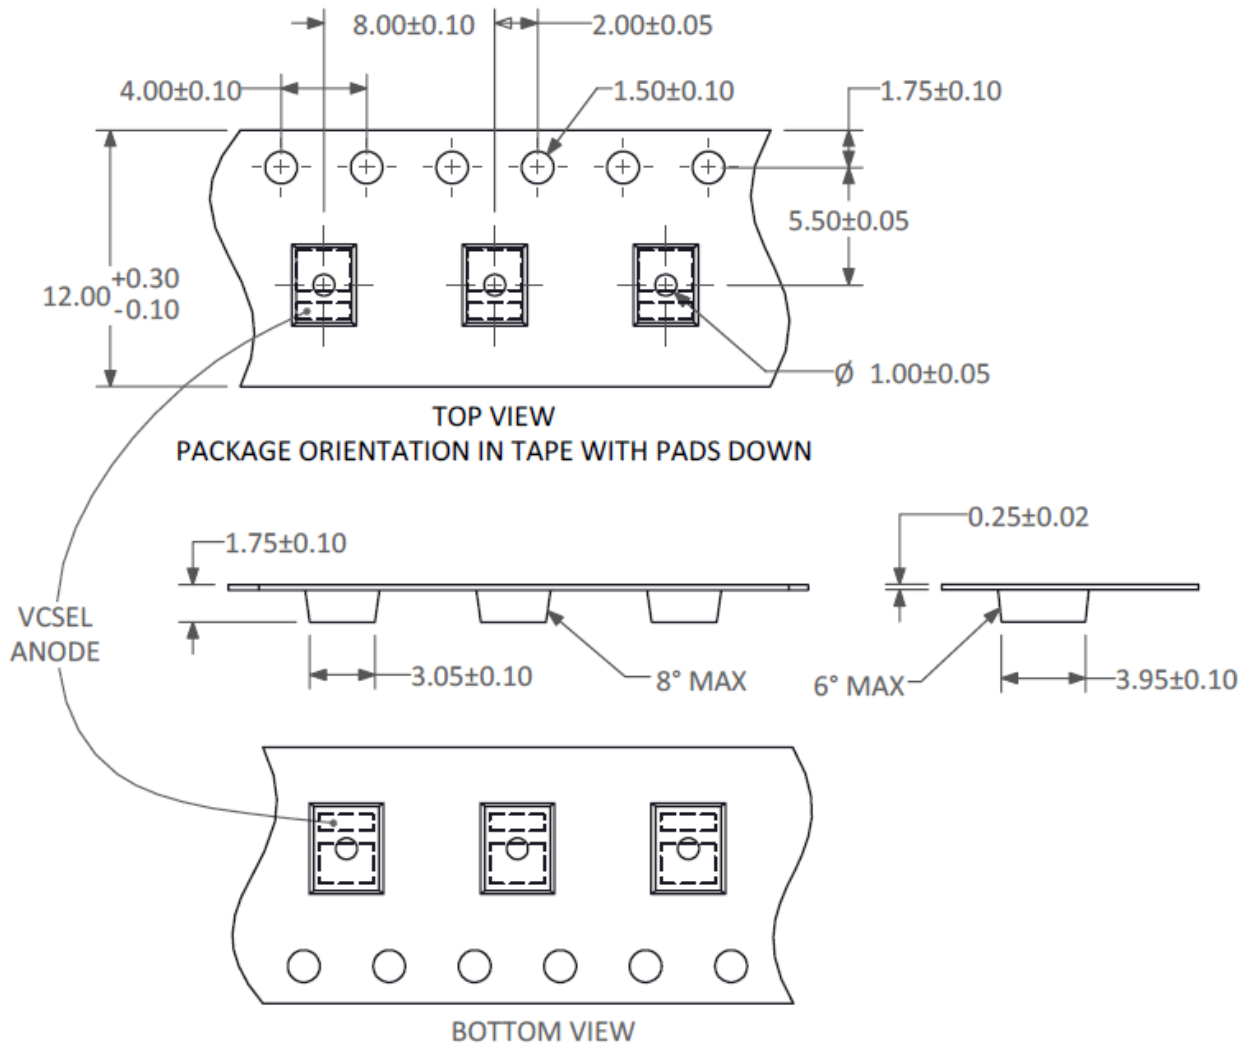 8.00±0.10
2.00±0.05
4.00±0.10
1.50±0.10
1.75±0.10
5.50±0.05
12.00 +0.30
-0.10
Ø 1.00±0.05
TOP VIEW
PACKAGE ORIENTATION IN TAPE WITH PADS DOWN
1.75±0.10
0.25±0.02
VCSEL
ANODE
3.05±0.10
8° MAX
6° MAX
3.95±0.10
BOTTOM VIEW